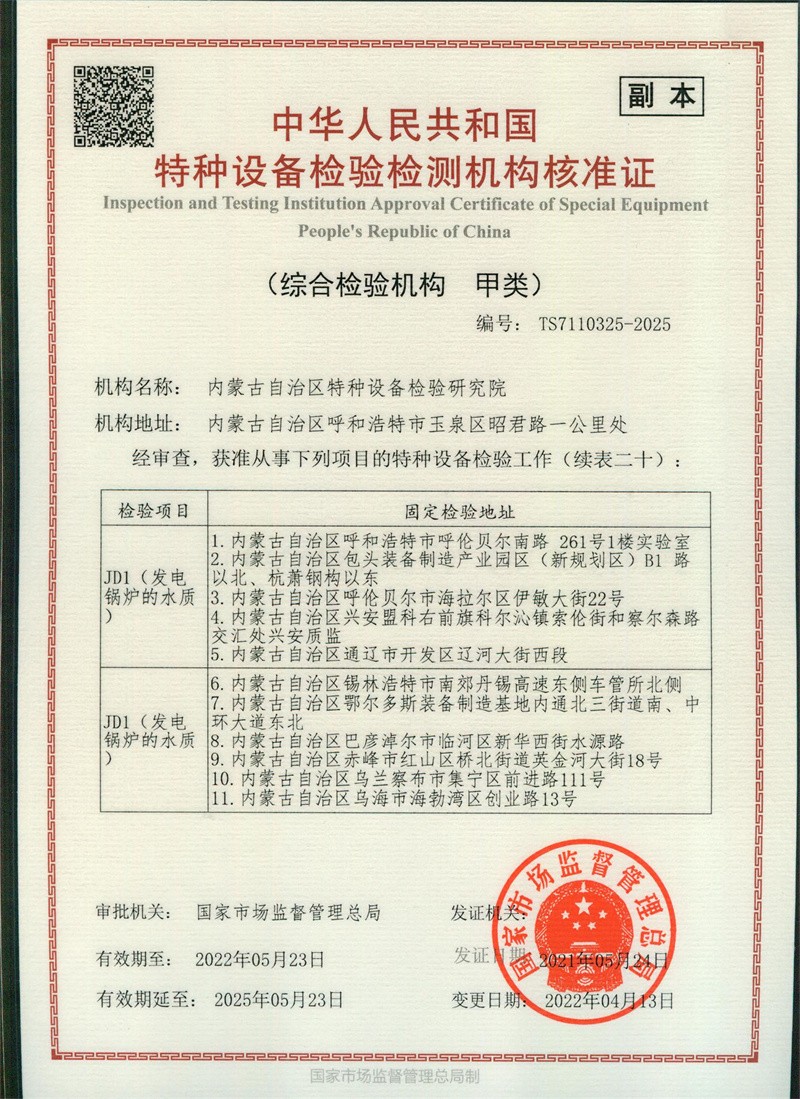 副 本
中华人民共和国
特种设备检验检测机构核准证
Inspection and Testing Institution Approval Certificate of Special Equipment
People's Republic of China
（综合检验机构 甲类）
编号： TS7110325-2025
机构名称： 内蒙古自治区特种设备检验研究院
机构地址： 内蒙古自治区呼和浩特市玉泉区昭君路一公里处
经审查，获准从事下列项目的特种设备检验工作（续表二十）：
检验项目 固定检验地址
JD1（发电
锅炉的水质
）
1. 内蒙古自治区呼和浩特市呼伦贝尔南路 261号1楼实验室
2. 内蒙古自治区包头装备制造产业园区（新规划区）B1 路
以北、杭萧钢构以东
3. 内蒙古自治区呼伦贝尔市海拉尔区伊敏大街22号
4. 内蒙古自治区兴安盟科右前旗科尔沁镇索伦街和察尔森路
交汇处兴安质监
5. 内蒙古自治区通辽市开发区辽河大街西段
JD1（发电
锅炉的水质
）
6. 内蒙古自治区锡林浩特市南郊丹锡高速东侧车管所北侧
7. 内蒙古自治区鄂尔多斯装备制造基地内通北三街道南、中
环大道东北
8. 内蒙古自治区巴彦淖尔市临河区新华西街水源路
9. 内蒙古自治区赤峰市红山区桥北街道英金河大街18号
10. 内蒙古自治区乌兰察布市集宁区前进路111号
11. 内蒙古自治区乌海市海勃湾区创业路13号
审批机关： 国家市场监督管理总局
发证机关：
国家市场监督管理总局
有效期至： 2022年05月23日
发证日期： 2021年05月24日
有效期延至： 2025年05月23日
变更日期： 2022年04月13日
国家市场监督管理总局制